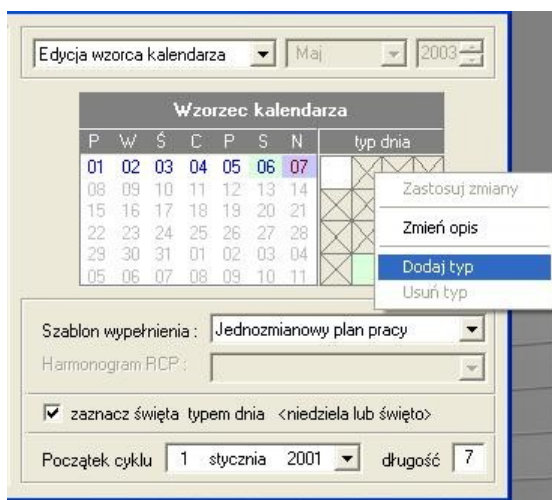 Edycja wzorca kalendarza Maj 2003
Wzorzec kalendarza
P W Ś C P S N typ dnia
01 02 03 04 05 06 07
08 09 10 11 12 13 14
15 16 17 18 19 20 21
22 23 24 25 26 27 28
29 30 31 01 02 03 04
05 06 07 08 09 10 11
Zastosuj zmiany
Zmień opis
Dodaj typ
Usuń typ
Szablon wypełnienia : Jednozmianowy plan pracy
Harmonogram RCP :
zaznacz święta typem dnia <niedziela lub święto>
Początek cyklu 1 stycznia 2001 długość 7